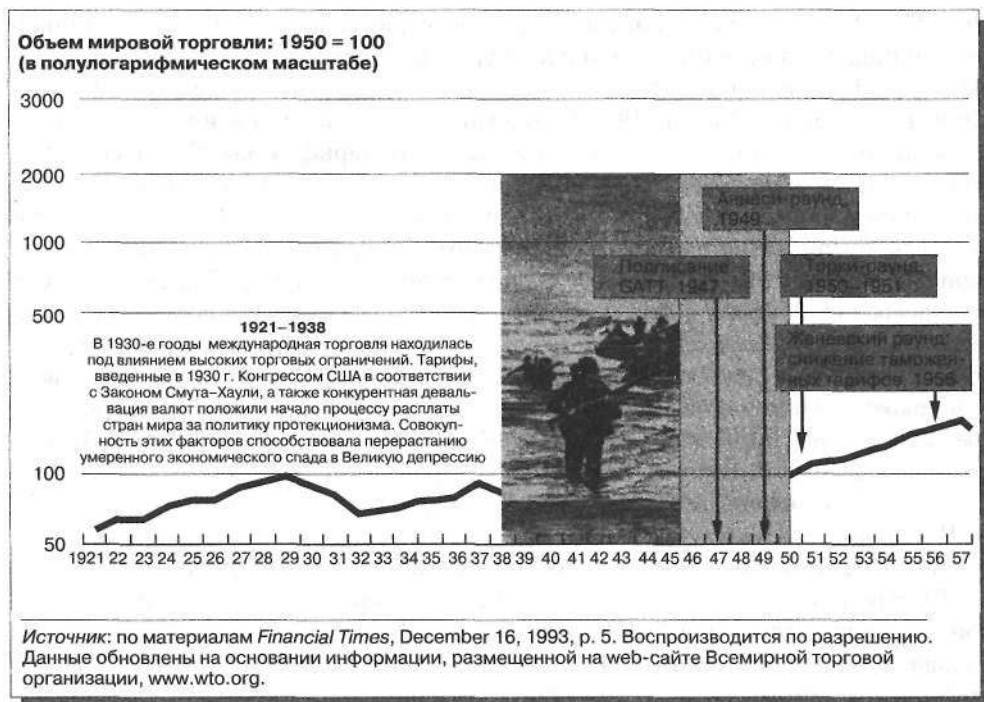 Объем мировой торговли: 1950 = 100
(в полулогарифмическом масштабе)
3000
2000
1000
500
100
50
Аннеси-раунд,
1949
Подписание
GATT, 1947
Торки-раунд,
1950–1951
Женевский раунд:
снижение таможен-
ных тарифов, 1956
1921–1938
В 1930-е гооды международная торговля находилась
под влиянием высоких торговых ограничений. Тарифы,
введенные в 1930 г. Конгрессом США в соответствии
с Законом Смута–Хаули, а также конкурентная деваль-
вация валют положили начало процессу расплаты
стран мира за политику протекционизма. Совокуп-
ность этих факторов способствовала перерастанию
умеренного экономического спада в Великую депрессию
1921 22 23 24 25 26 27 28 29 30 31 32 33 34 35 36 37 38 39 40 41 42 43 44 45 46 47 48 49 50 51 52 53 54 55 56 57
Источник: по материалам Financial Times, December 16, 1993, p. 5. Воспроизводится по разрешению.
Данные обновлены на основании информации, размещенной на web-сайте Всемирной торговой
организации, www.wto.org.